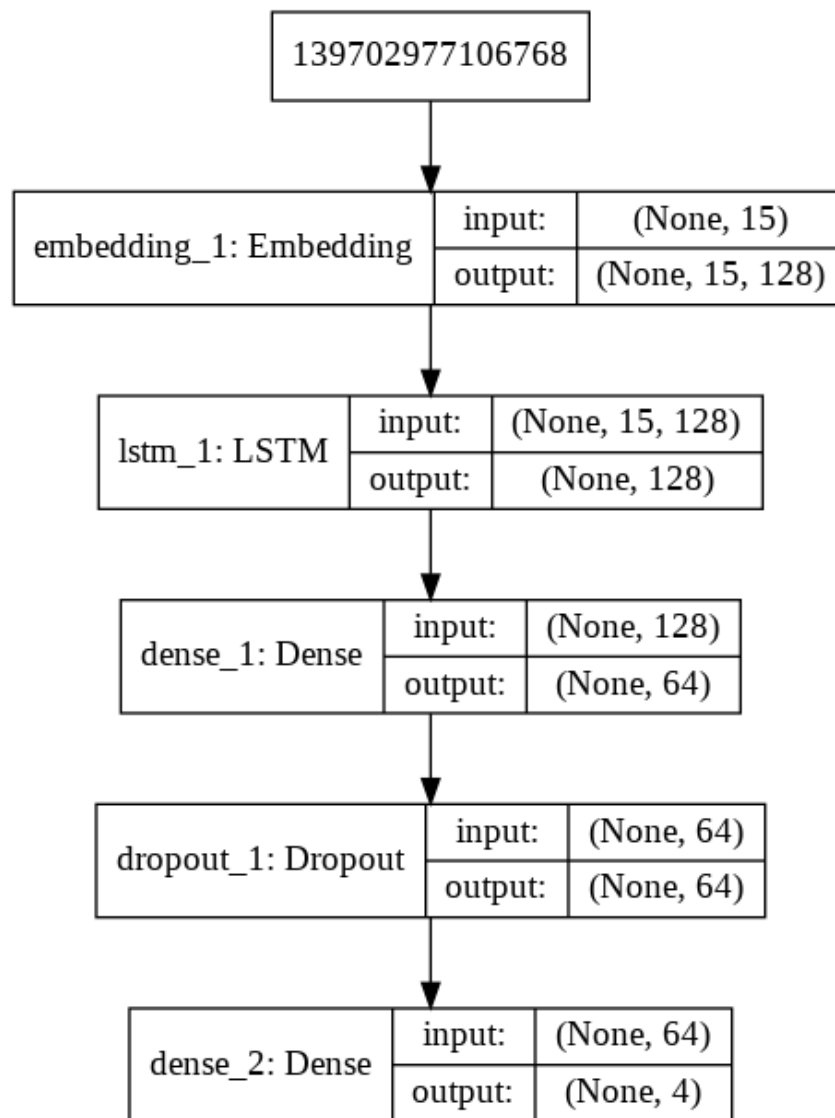 139702977106768
embedding_1: Embedding
input: (None, 15)
output: (None, 15, 128)
lstm_1: LSTM
input: (None, 15, 128)
output: (None, 128)
dense_1: Dense
input: (None, 128)
output: (None, 64)
dropout_1: Dropout
input: (None, 64)
output: (None, 64)
dense_2: Dense
input: (None, 64)
output: (None, 4)